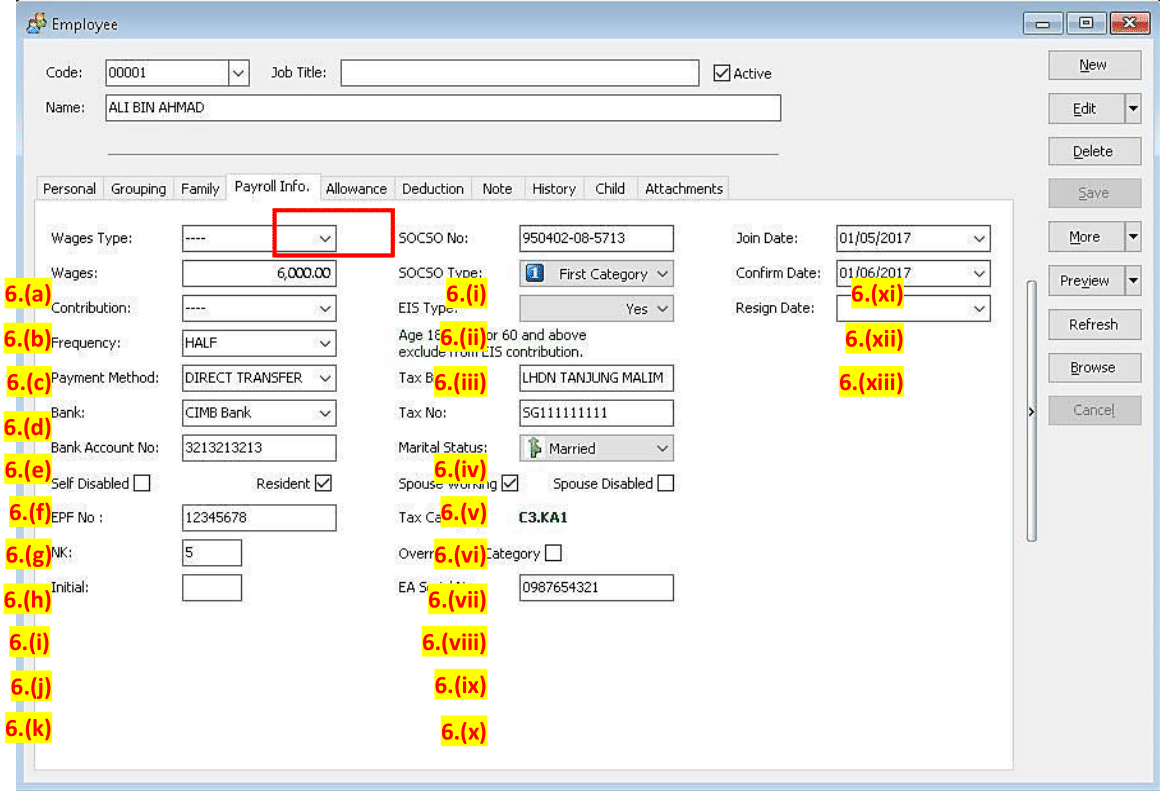 Employee
Code: 00001 Job Title: Active New
Name: ALI BIN AHMAD Edit
Delete
Personal Grouping Family Payroll Info. Allowance Deduction Note History Child Attachments Save
Wages Type: ---- SOCSO No: 950402-08-5713 Join Date: 01/05/2017 More
Wages: 6,000.00 SOCSO Type: First Category Confirm Date: 01/06/2017 Preview
6.(a) 6.(i) 6.(xi)
Contribution: ---- EIS Type: Yes Resign Date: Refresh
6.(b) 6.(ii) 6.(xii)
Frequency: HALF Age 18 or 60 and above
exclude from EIS contribution.
Browse
6.(c) Payment Method: DIRECT TRANSFER 6.(iii) Tax B LHDN TANJUNG MALIM 6.(xiii)
Bank: CIMB Bank Tax No: SG111111111 Cancel
6.(d)
Bank Account No: 3213213213 Marital Status: Married
6.(e) 6.(iv)
Self Disabled Resident Spouse Working Spouse Disabled
6.(f) EPF No : 12345678 6.(v) Tax Ca C3.KA1
6.(g) NK: 5 6.(vi) Overr Category
6.(h) Initial: 6.(vii) EA 0987654321
6.(i) 6.(viii)
6.(j) 6.(ix)
6.(k) 6.(x)